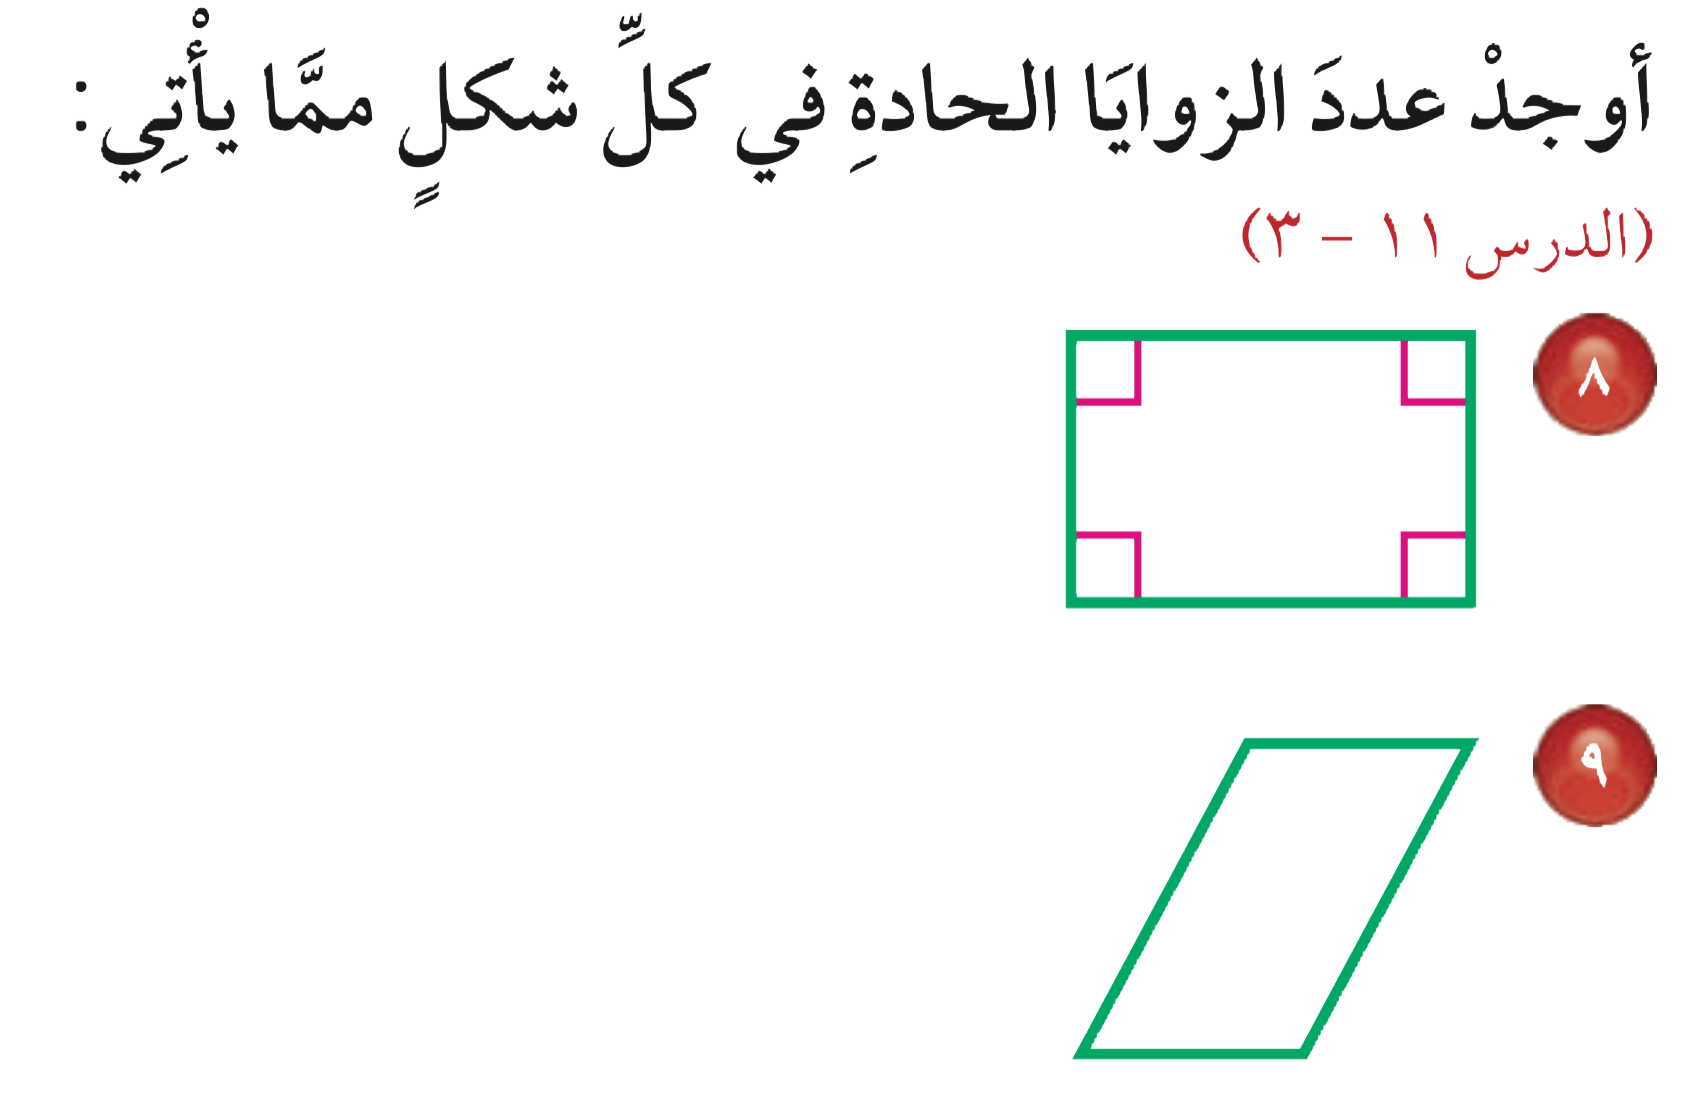 أوجدْ عددَ الزوايَا الحادةِ في كلِّ شكلٍ ممَّا يأْتِي:
(الدرس ١١ – ٣)
٨
٩